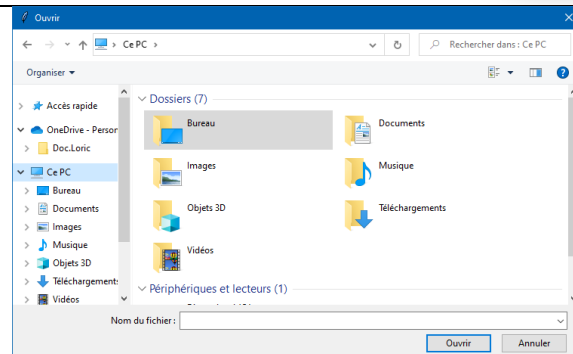 Ouvrir
Ce PC
Rechercher dans : Ce PC
Organiser
Accès rapide
OneDrive - Person
Doc.Loric
Ce PC
Bureau
Documents
Images
Musique
Objets 3D
Téléchargements
Vidéos
Dossiers (7)
Bureau
Documents
Images
Musique
Objets 3D
Téléchargements
Vidéos
Périphériques et lecteurs (1)
Nom du fichier :
Ouvrir
Annuler